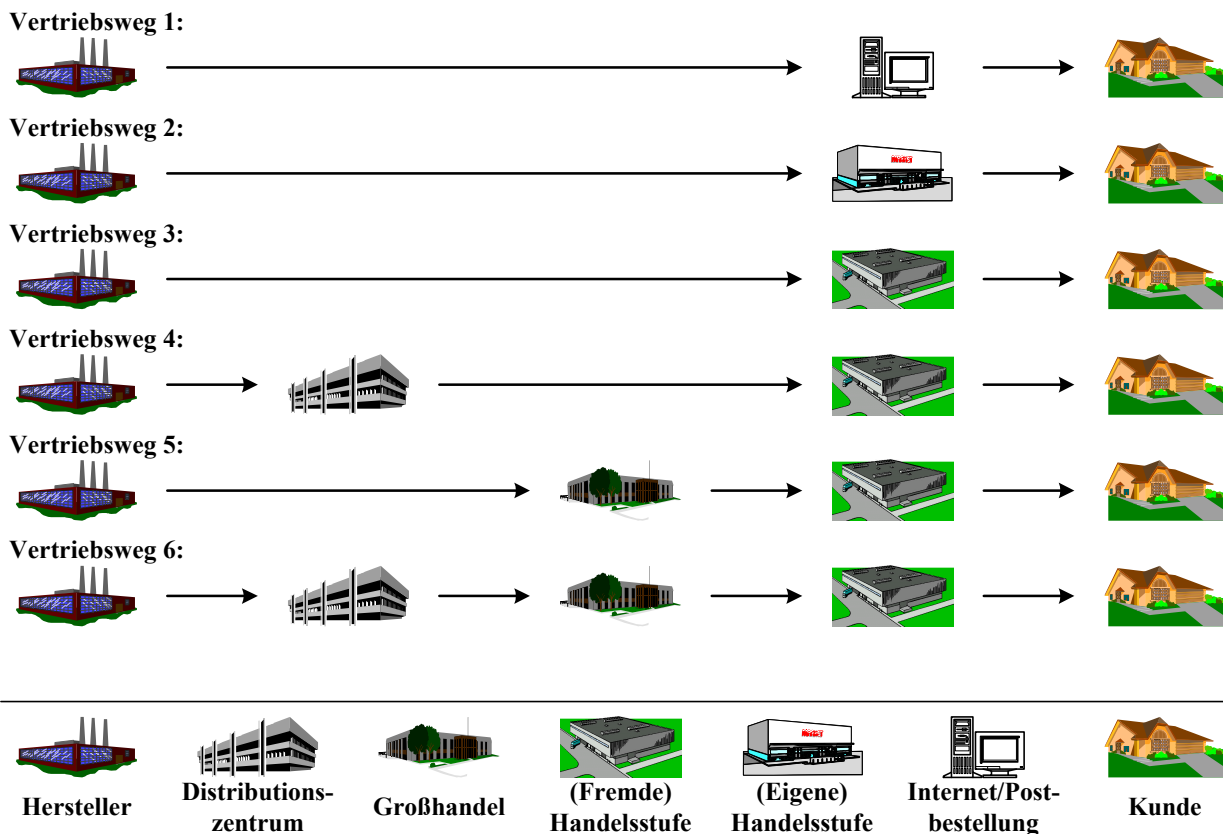 Vertriebsweg 1:
Vertriebsweg 2:
Vertriebsweg 3:
Vertriebsweg 4:
Vertriebsweg 5:
Vertriebsweg 6:
Hersteller
Distributions-
zentrum
Großhandel
(Fremde)
Handelsstufe
(Eigene)
Handelsstufe
Internet/Post-
bestellung
Kunde